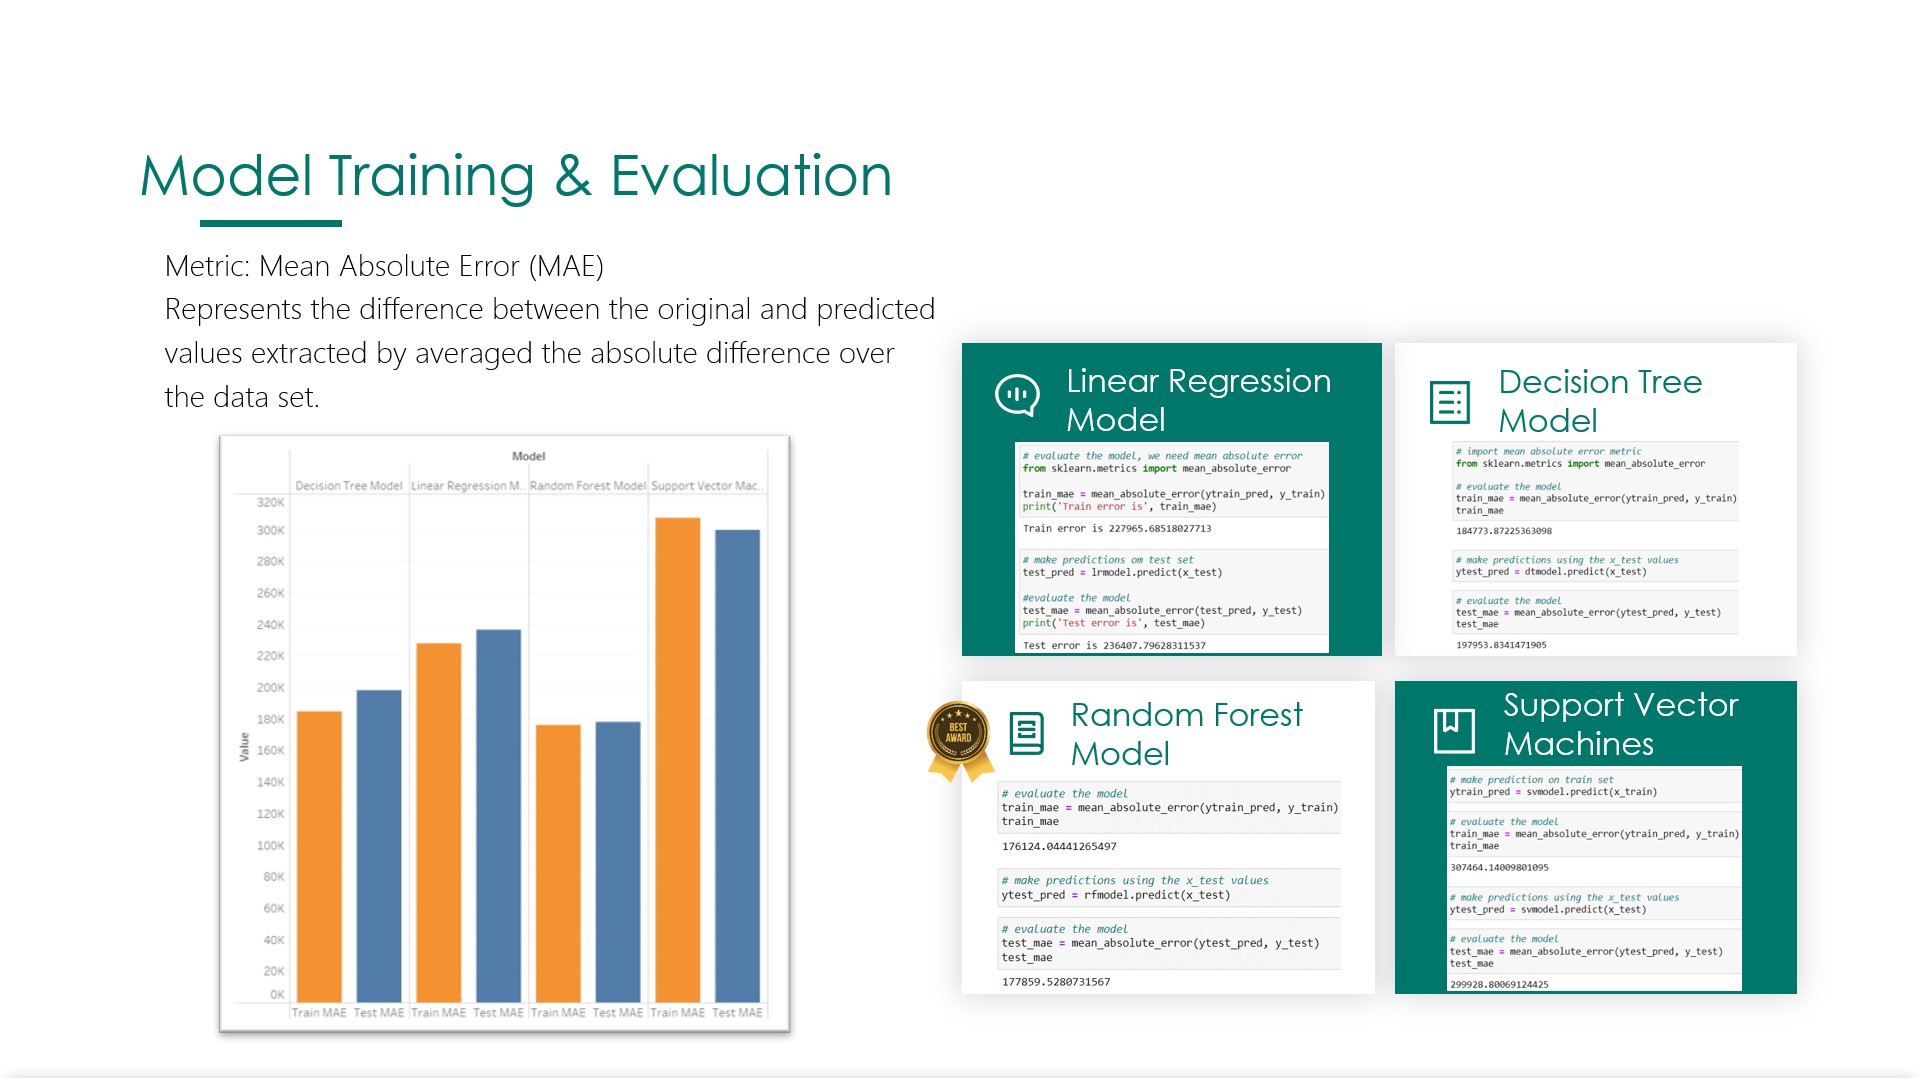 Model Training & Evaluation
Metric: Mean Absolute Error (MAE)
Represents the difference between the original and predicted
values extracted by averaged the absolute difference over
the data set.
Model
Decision Tree Model Linear Regression M.. Random Forest Model Support Vector Mac..
320K
300K
280K
260K
240K
220K
200K
180K
160K
140K
120K
100K
80K
60K
40K
20K
0K
Value
Train MAE Test MAE Train MAE Test MAE Train MAE Test MAE Train MAE Test MAE
Linear Regression
Model
# evaluate the model, we need mean absolute error
from sklearn.metrics import mean_absolute_error
train_mae = mean_absolute_error(ytrain_pred, y_train)
print('Train error is', train_mae)
Train error is 227965.68518027713
# make predictions om test set
test_pred = lrmodel.predict(x_test)
#evaluate the model
test_mae = mean_absolute_error(test_pred, y_test)
print('Test error is', test_mae)
Test error is 236407.79628311537
Decision Tree
Model
# import mean absolute error metric
from sklearn.metrics import mean_absolute_error
# evaluate the model
train_mae = mean_absolute_error(ytrain_pred, y_train)
train_mae
184773.87225363098
# make predictions using the x_test values
ytest_pred = dtmodel.predict(x_test)
# evaluate the model
test_mae = mean_absolute_error(ytest_pred, y_test)
test_mae
197953.8341471905
BEST
AWARD
Random Forest
Model
# evaluate the model
train_mae = mean_absolute_error(ytrain_pred, y_train)
train_mae
176124.04441265497
# make predictions using the x_test values
ytest_pred = rfmodel.predict(x_test)
# evaluate the model
test_mae = mean_absolute_error(ytest_pred, y_test)
test_mae
177859.5280731567
Support Vector
Machines
# make prediction on train set
ytrain_pred = svmodel.predict(x_train)
# evaluate the model
train_mae = mean_absolute_error(ytrain_pred, y_train)
train_mae
307464.14009801095
# make predictions using the x_test values
ytest_pred = svmodel.predict(x_test)
# evaluate the model
test_mae = mean_absolute_error(ytest_pred, y_test)
test_mae
299928.80069124425